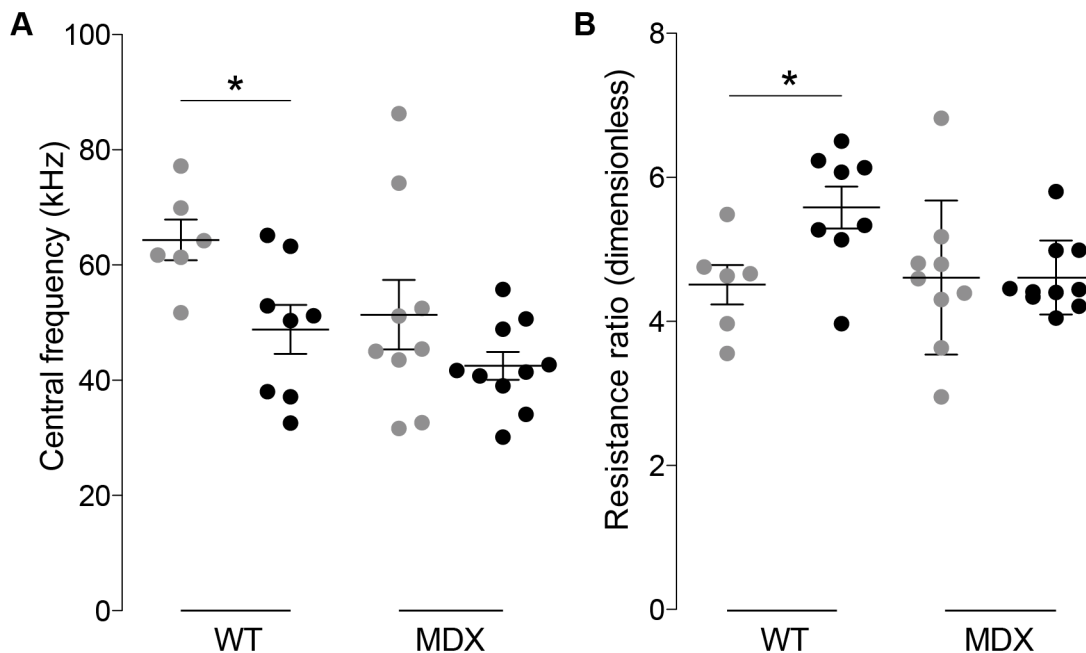 A
Central frequency (kHz)
100
80
60
40
20
0
*
WT
MDX
B
Resistance ratio (dimensionless)
8
6
4
2
0
*
WT
MDX